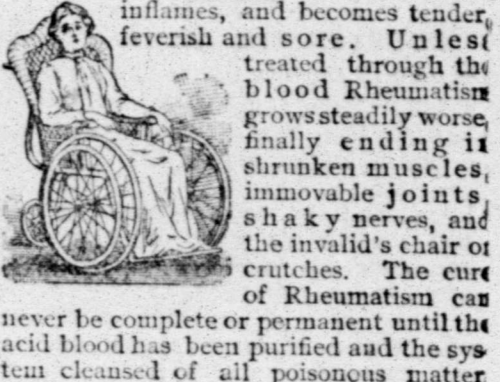 inflames, and becomes tender,
feverish and sore. Unless
treated through the
blood Rheumatism
grows steadily worse,
finally ending in
shrunken muscles,
immovable joints,
shaky nerves, and
the invalid's chair or
crutches. The cure
of Rheumatism can
never be complete or permanent until the
acid blood has been purified and the sys-
tem cleansed of all poisonous matter